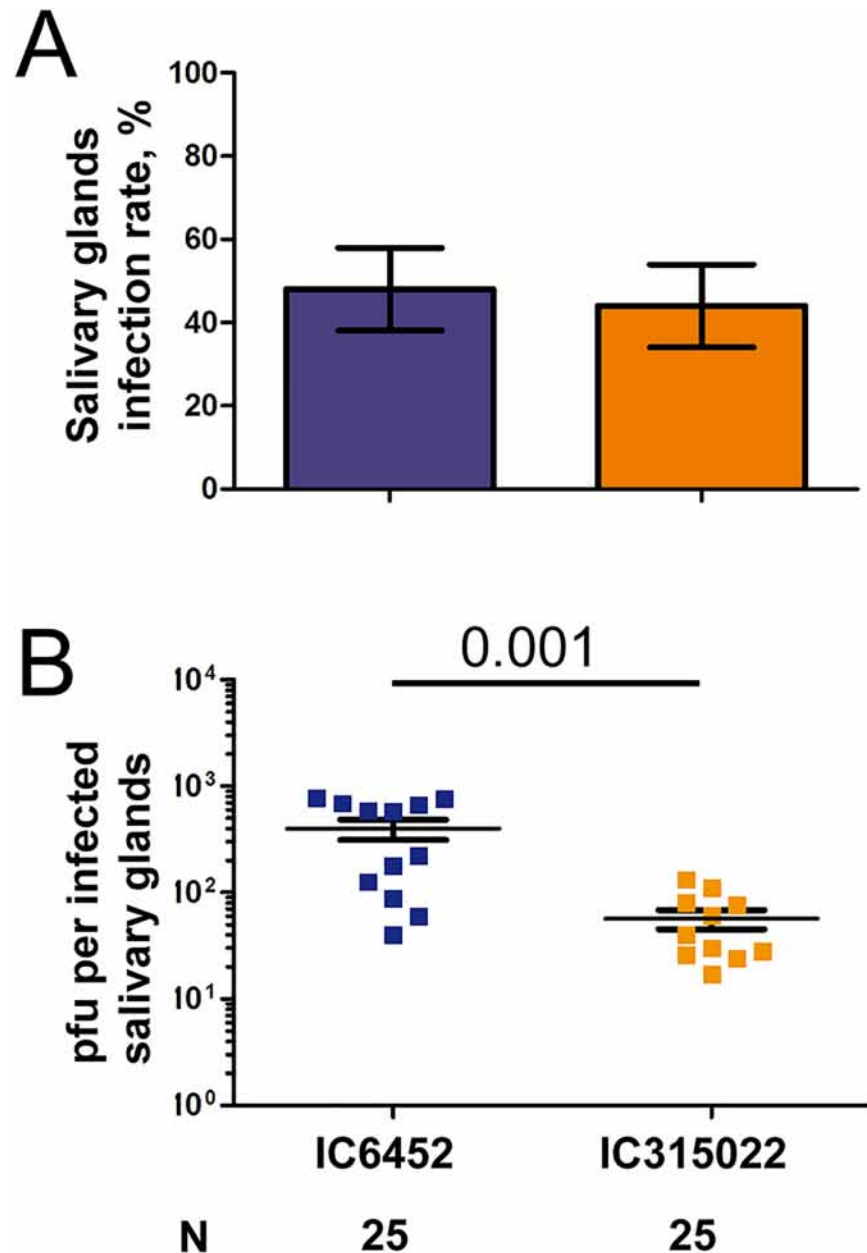 A
Salivary glands
infection rate, %
100
80
60
40
20
0
B
0.001
pfu per infected
salivary glands
10⁴
10³
10²
10¹
10⁰
IC6452 IC315022
N 25 25